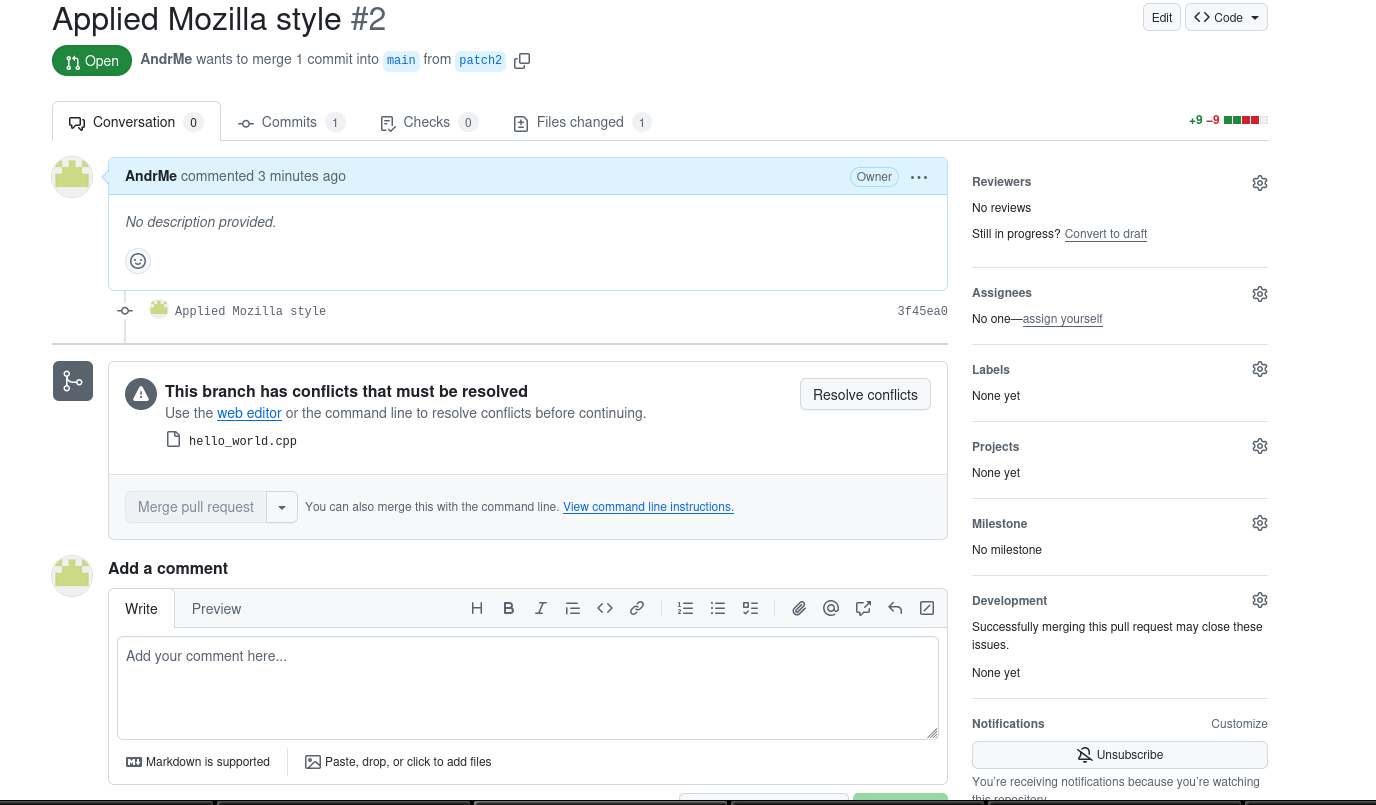 Applied Mozilla style #2
Edit
Code
Open
AndrMe wants to merge 1 commit into main from patch2
Conversation 0
Commits 1
Checks 0
Files changed 1
+9 −9
AndrMe commented 3 minutes ago
Owner
No description provided.
Applied Mozilla style
3f45ea0
This branch has conflicts that must be resolved
Use the web editor or the command line to resolve conflicts before continuing.
Resolve conflicts
hello_world.cpp
Merge pull request
You can also merge this with the command line. View command line instructions.
Add a comment
Write
Preview
Add your comment here...
Markdown is supported
Paste, drop, or click to add files
Reviewers
No reviews
Still in progress? Convert to draft
Assignees
No one—assign yourself
Labels
None yet
Projects
None yet
Milestone
No milestone
Development
Successfully merging this pull request may close these
issues.
None yet
Notifications
Customize
Unsubscribe
You’re receiving notifications because you’re watching
this repository.